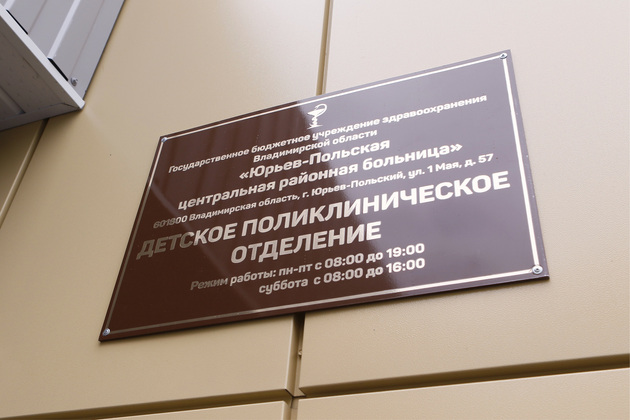 Государственное бюджетное учреждение здравоохранения
Владимирской области
«Юрьев-Польская
центральная районная больница»
601800 Владимирская область, г. Юрьев-Польский, ул. 1 Мая, д. 57
ДЕТСКОЕ ПОЛИКЛИНИЧЕСКОЕ
ОТДЕЛЕНИЕ
Режим работы: пн-пт с 08:00 до 19:00
суббота с 08:00 до 16:00